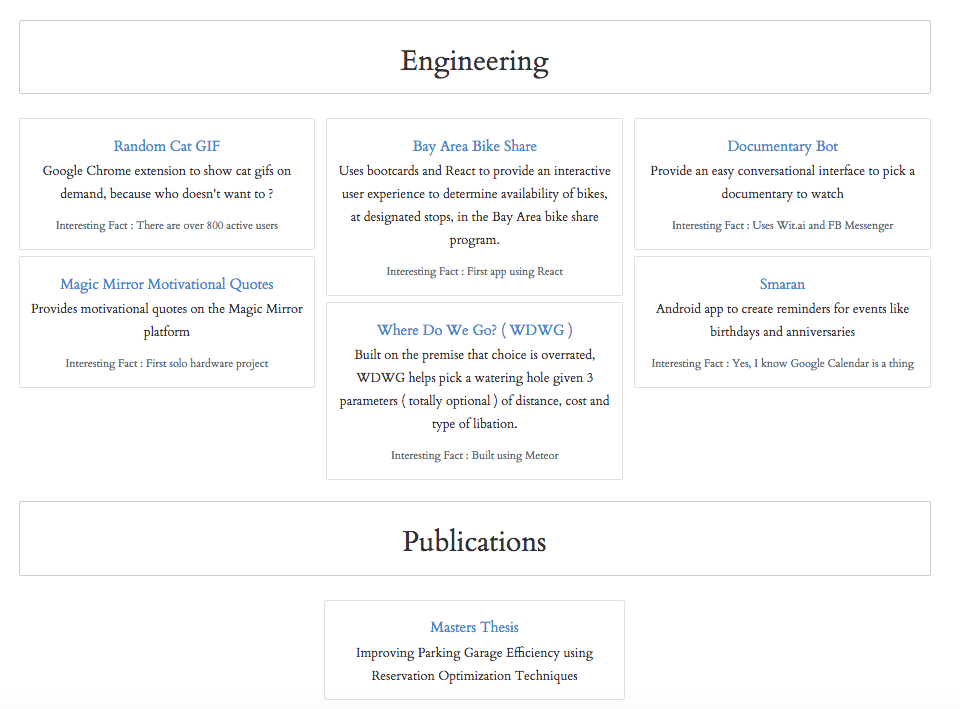 Engineering
Random Cat GIF
Google Chrome extension to show cat gifs on
demand, because who doesn't want to ?
Interesting Fact : There are over 800 active users
Magic Mirror Motivational Quotes
Provides motivational quotes on the Magic Mirror
platform
Interesting Fact : First solo hardware project
Bay Area Bike Share
Uses bootcards and React to provide an interactive
user experience to determine availability of bikes,
at designated stops, in the Bay Area bike share
program.
Interesting Fact : First app using React
Where Do We Go? ( WDWG )
Built on the premise that choice is overrated,
WDWG helps pick a watering hole given 3
parameters ( totally optional ) of distance, cost and
type of libation.
Interesting Fact : Built using Meteor
Documentary Bot
Provide an easy conversational interface to pick a
documentary to watch
Interesting Fact : Uses Wit.ai and FB Messenger
Smaran
Android app to create reminders for events like
birthdays and anniversaries
Interesting Fact : Yes, I know Google Calendar is a thing
Publications
Masters Thesis
Improving Parking Garage Efficiency using
Reservation Optimization Techniques